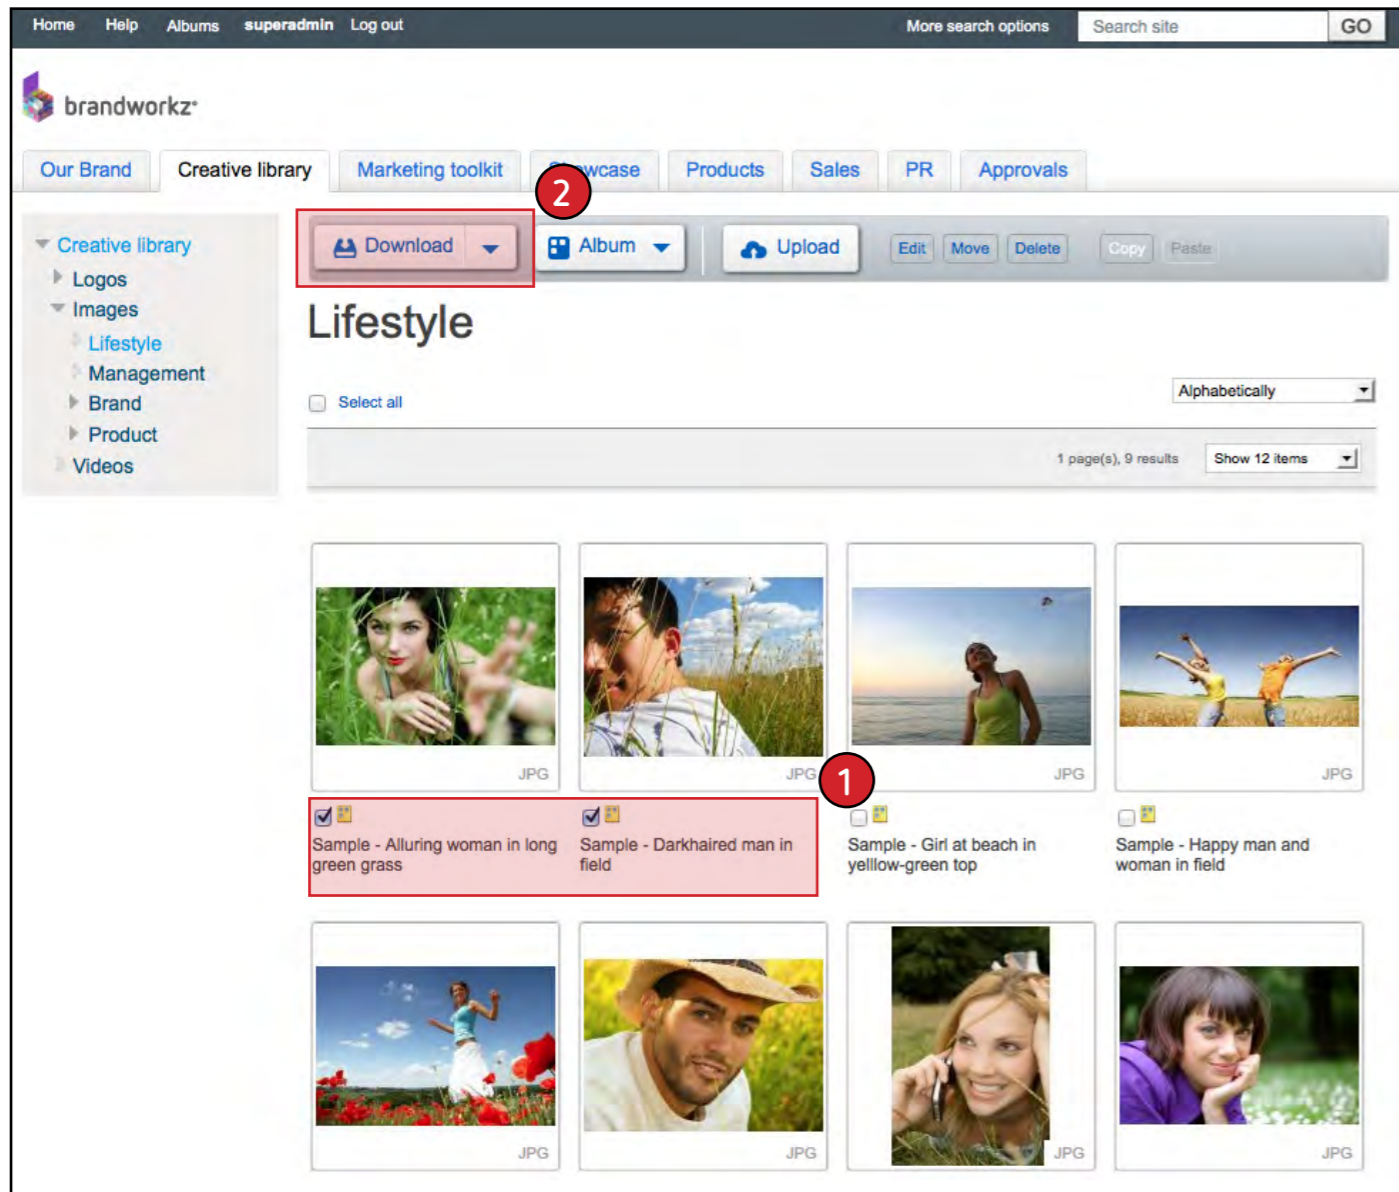 Home Help Albums superadmin Log out More search options Search site GO
brandworkz
Our Brand Creative library Marketing toolkit Showcase Products Sales PR Approvals
2
Creative library
Logos
Images
Lifestyle
Management
Brand
Product
Videos
Download Album Upload Edit Move Delete Copy Paste
Lifestyle
Select all Alphabetically
1 page(s), 9 results Show 12 items
JPG JPG JPG JPG
1
Sample - Alluring woman in long
green grass
Sample - Darkhaired man in
field
Sample - Girl at beach in
yelllow-green top
Sample - Happy man and
woman in field
JPG JPG JPG JPG